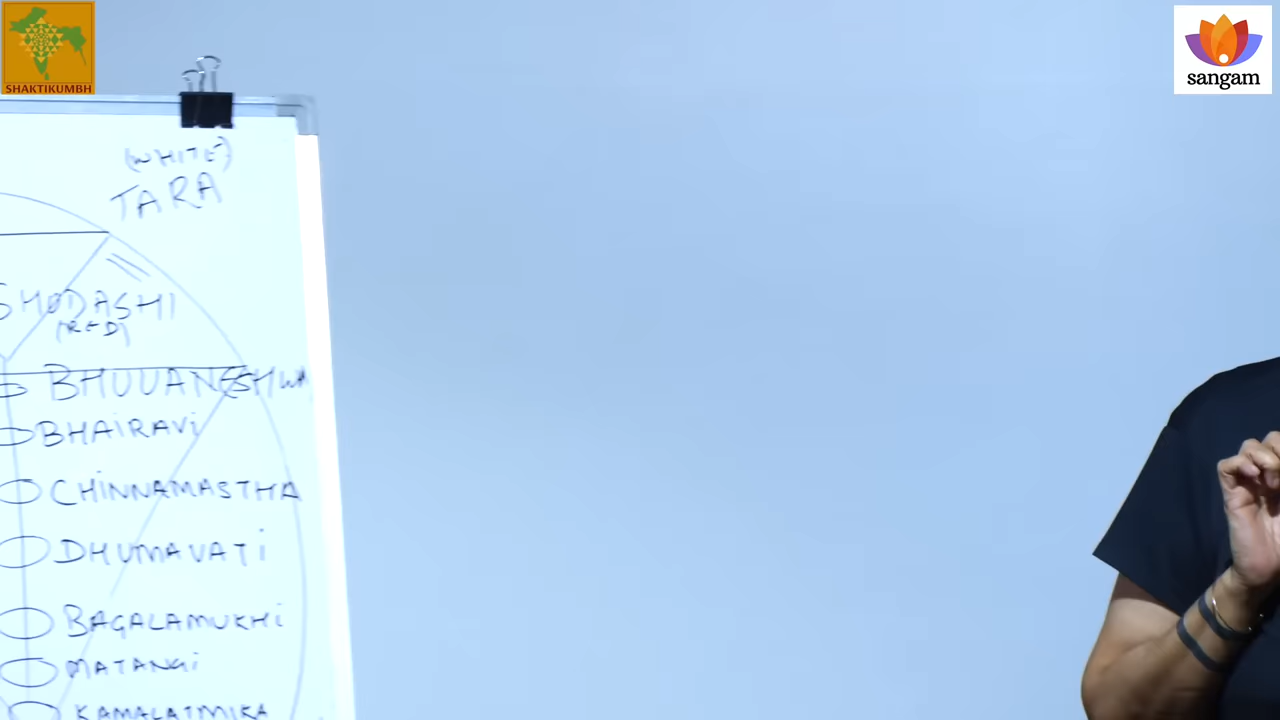 SHAKTIKUMBH
sangam
(WHITE)
TARA
SHODASHI
(RED)
BHUVANESHWA
BHAIRAVI
CHINNAMASTHA
DHUMAVATI
BAGALAMUKHI
MATANGI
KAMALATMIKA